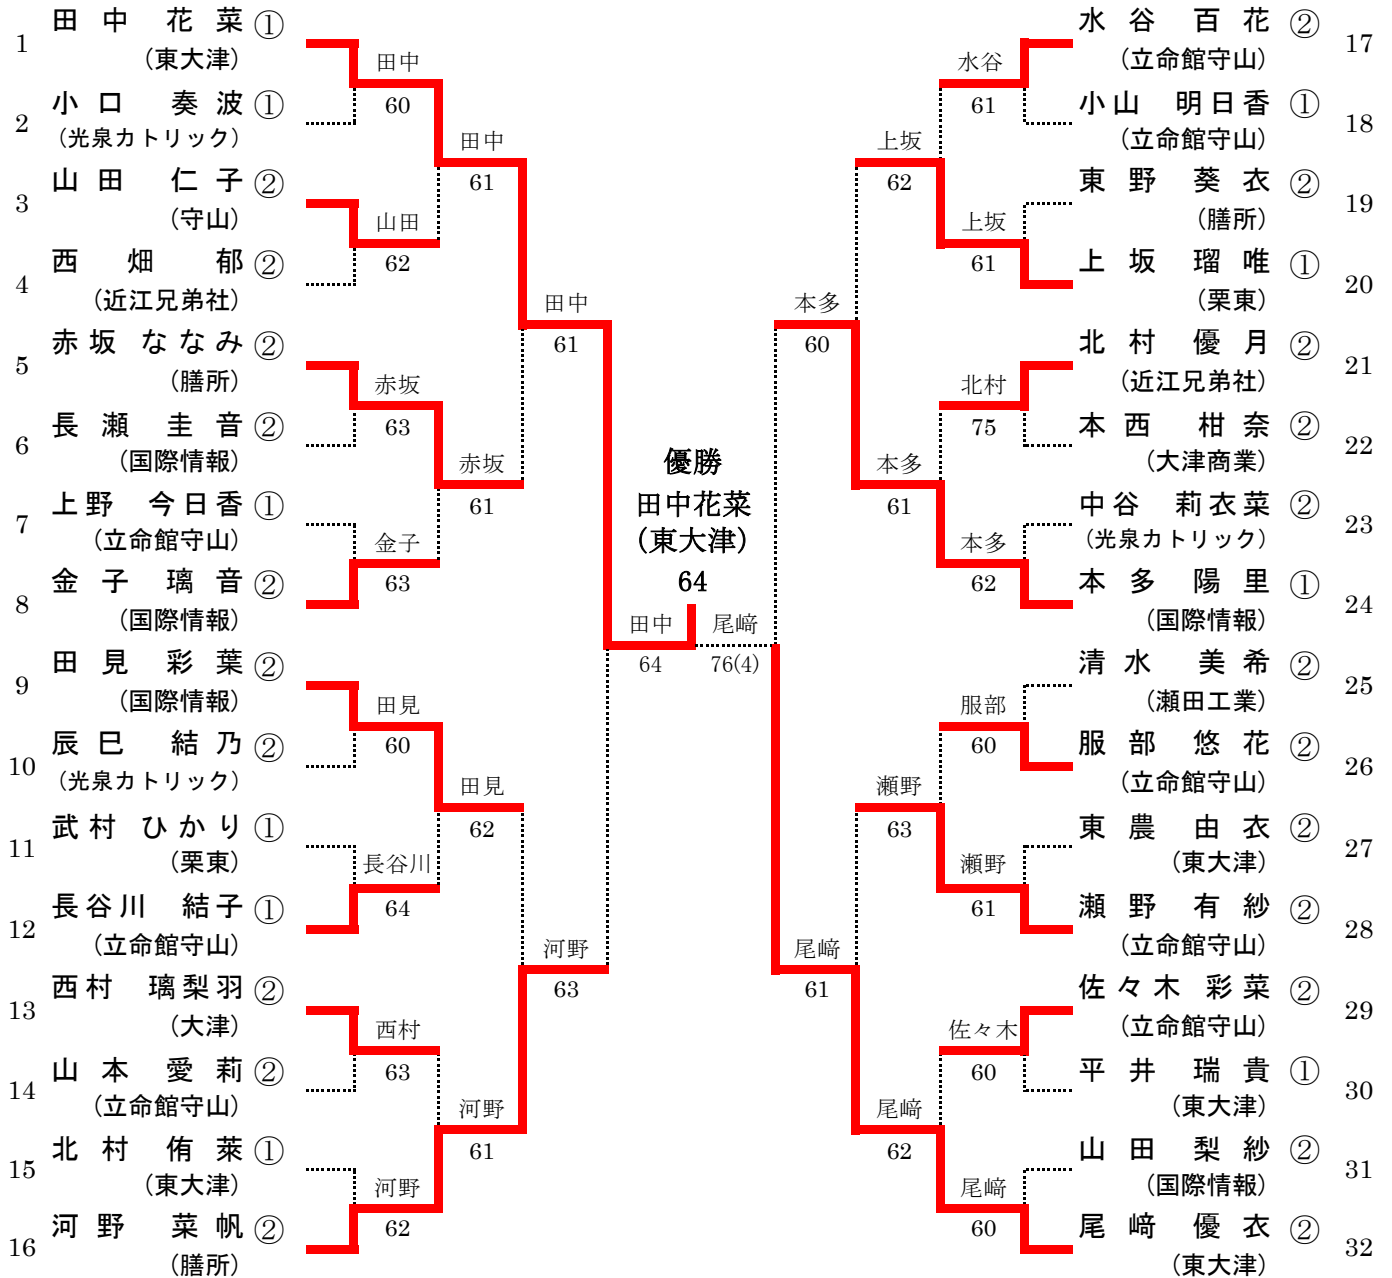 1 田中 花菜 ①
(東大津)
2 小口 奏波 ①
(光泉カトリック)
3 山田 仁子 ②
(守山)
4 西畑 郁 ②
(近江兄弟社)
5 赤坂 ななみ ②
(膳所)
6 長瀬 圭音 ②
(国際情報)
7 上野 今日香 ①
(立命館守山)
8 金子 璃音 ②
(国際情報)
9 田見 彩葉 ②
(国際情報)
10 辰巳 結乃 ②
(光泉カトリック)
11 武村 ひかり ①
(栗東)
12 長谷川 結子 ①
(立命館守山)
13 西村 璃梨羽 ②
(大津)
14 山本 愛莉 ②
(立命館守山)
15 北村 侑莱 ①
(東大津)
16 河野 菜帆 ②
(膳所)
田中
60
山田
62
赤坂
63
金子
63
田見
60
長谷川
64
西村
63
河野
62
田中
61
赤坂
61
田見
62
河野
61
田中
61
河野
63
田中
64
優勝
田中花菜
(東大津)
64
尾﨑
76(4)
本多
60
尾﨑
61
上坂
62
本多
61
瀬野
63
尾﨑
62
水谷
61
上坂
61
北村
75
本多
62
服部
60
瀬野
61
佐々木
60
尾﨑
60
水谷 百花 ② 17
(立命館守山)
小山 明日香 ① 18
(立命館守山)
東野 葵衣 ② 19
(膳所)
上坂 瑠唯 ① 20
(栗東)
北村 優月 ② 21
(近江兄弟社)
本西 柑奈 ② 22
(大津商業)
中谷 莉衣菜 ② 23
(光泉カトリック)
本多 陽里 ① 24
(国際情報)
清水 美希 ② 25
(瀬田工業)
服部 悠花 ② 26
(立命館守山)
東農 由衣 ② 27
(東大津)
瀬野 有紗 ② 28
(立命館守山)
佐々木 彩菜 ② 29
(立命館守山)
平井 瑞貴 ① 30
(東大津)
山田 梨紗 ② 31
(国際情報)
尾﨑 優衣 ② 32
(東大津)